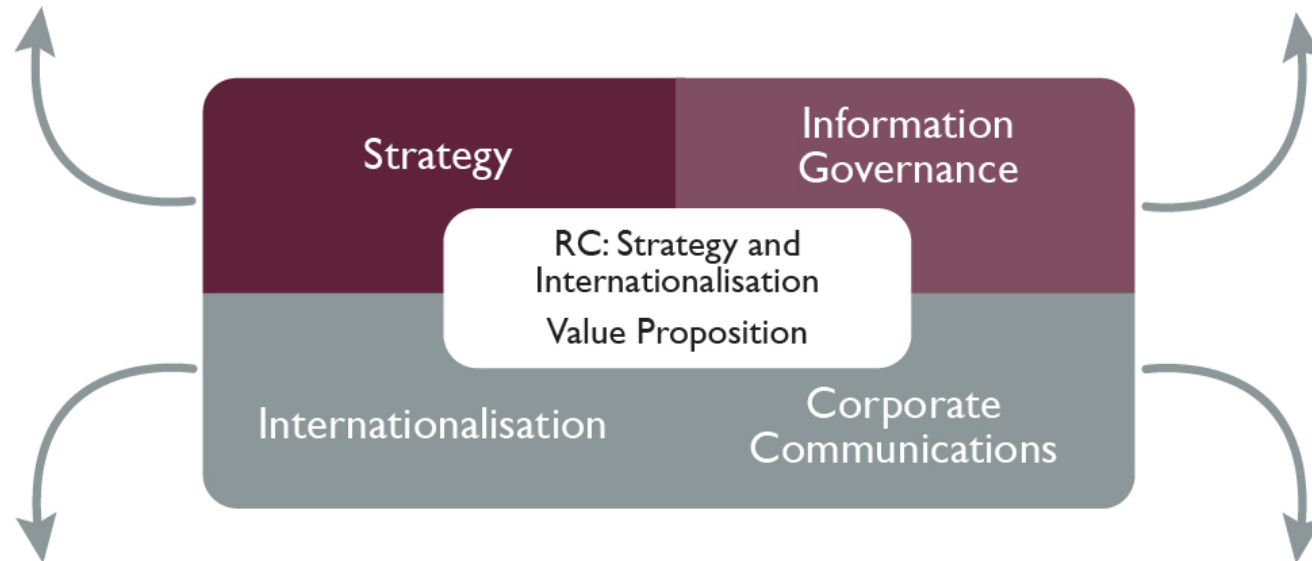 Strategy
Information
Governance
RC: Strategy and
Internationalisation
Value Proposition
Internationalisation
Corporate
Communications